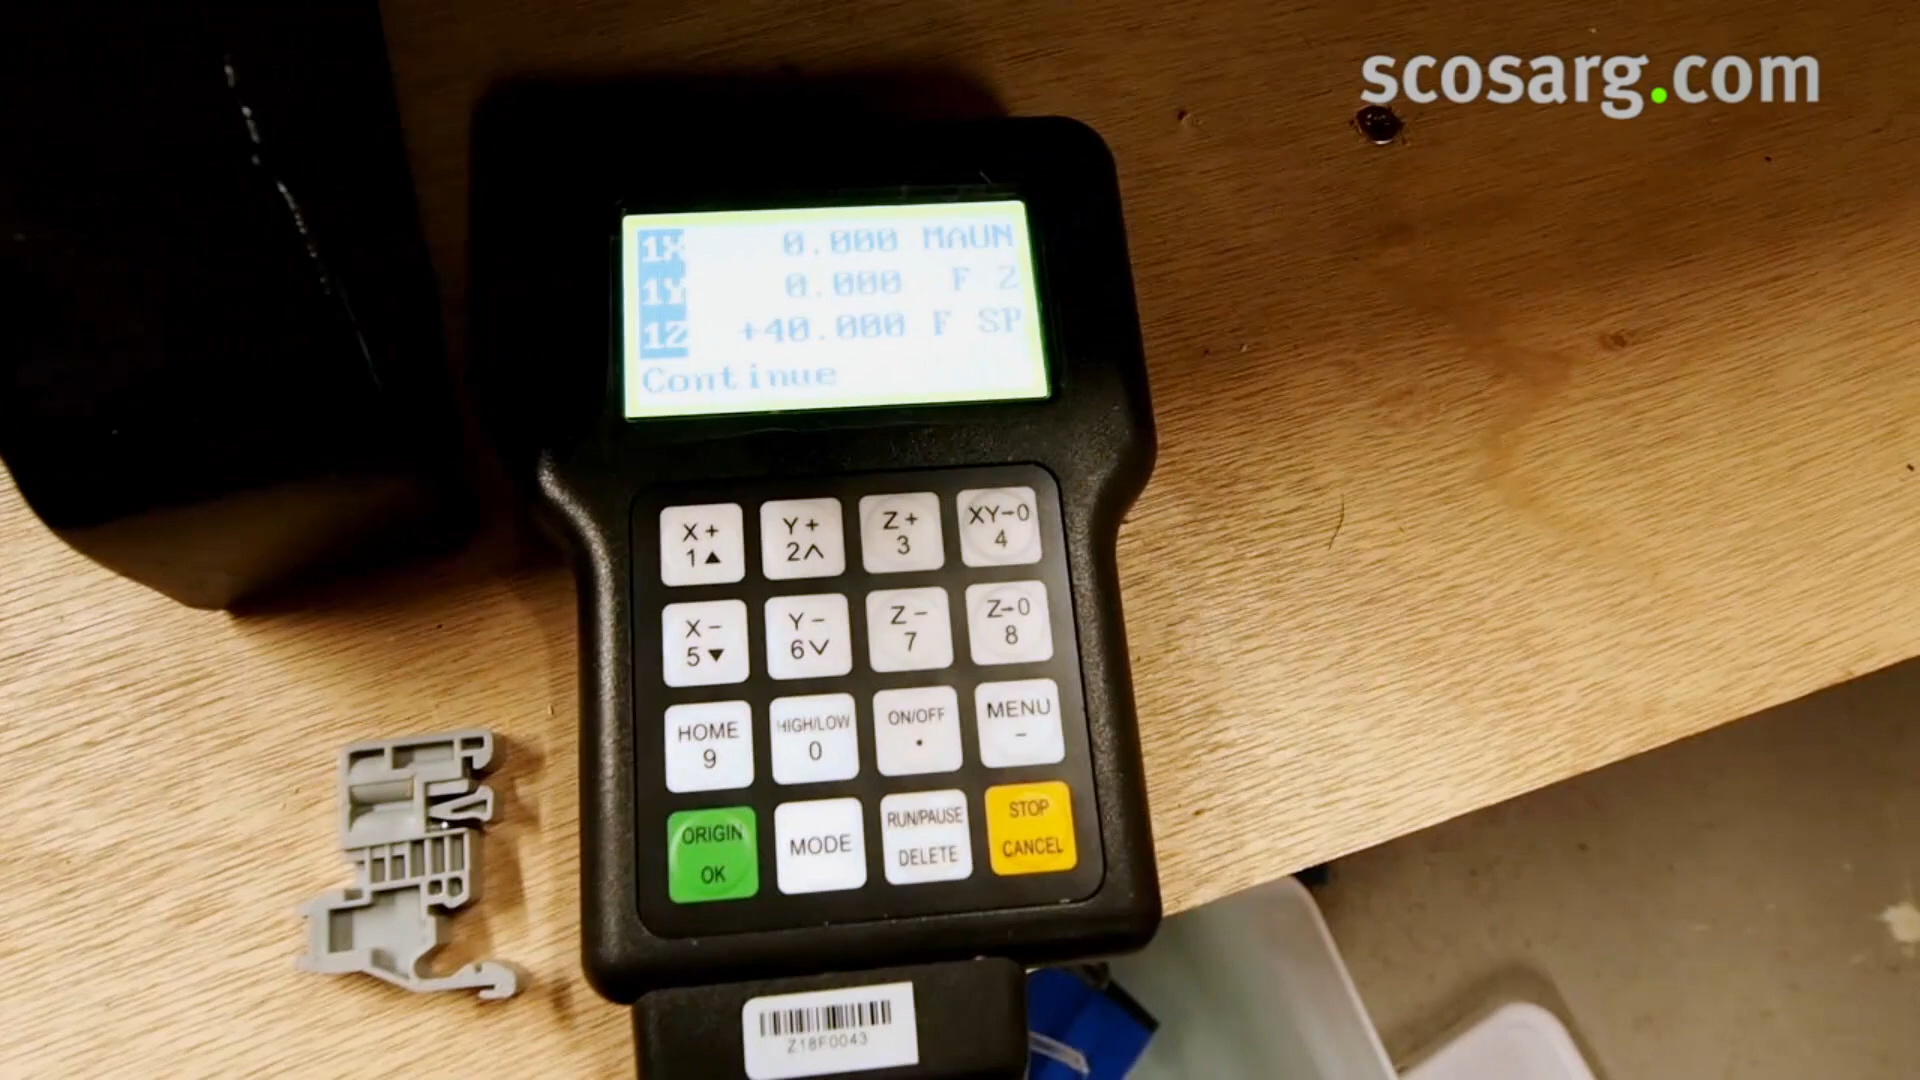 scosarg.com
1X 0.000 MAUN
1Y 0.000 F Z
1Z +40.000 F SP
Continue
X+ Y+ Z+ XY→0
1▲ 2∧ 3 4
X- Y- Z- Z→0
5▼ 6∨ 7 8
HOME HIGH/LOW ON/OFF MENU
9 0 . -
ORIGIN MODE RUN/PAUSE STOP
OK DELETE CANCEL
Z18F0043